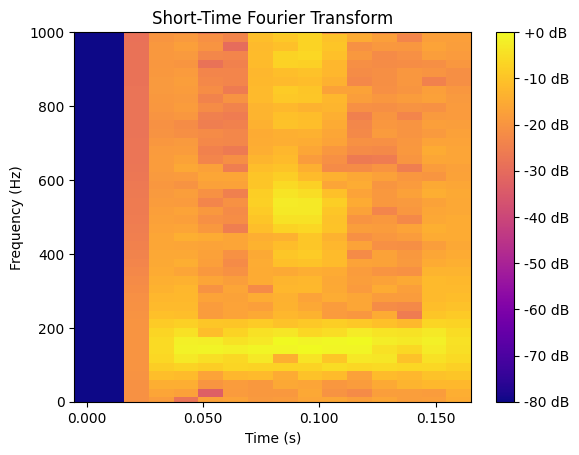 Short-Time Fourier Transform
1000
800
600
400
200
0
Frequency (Hz)
0.000
0.050
0.100
0.150
Time (s)
+0 dB
-10 dB
-20 dB
-30 dB
-40 dB
-50 dB
-60 dB
-70 dB
-80 dB